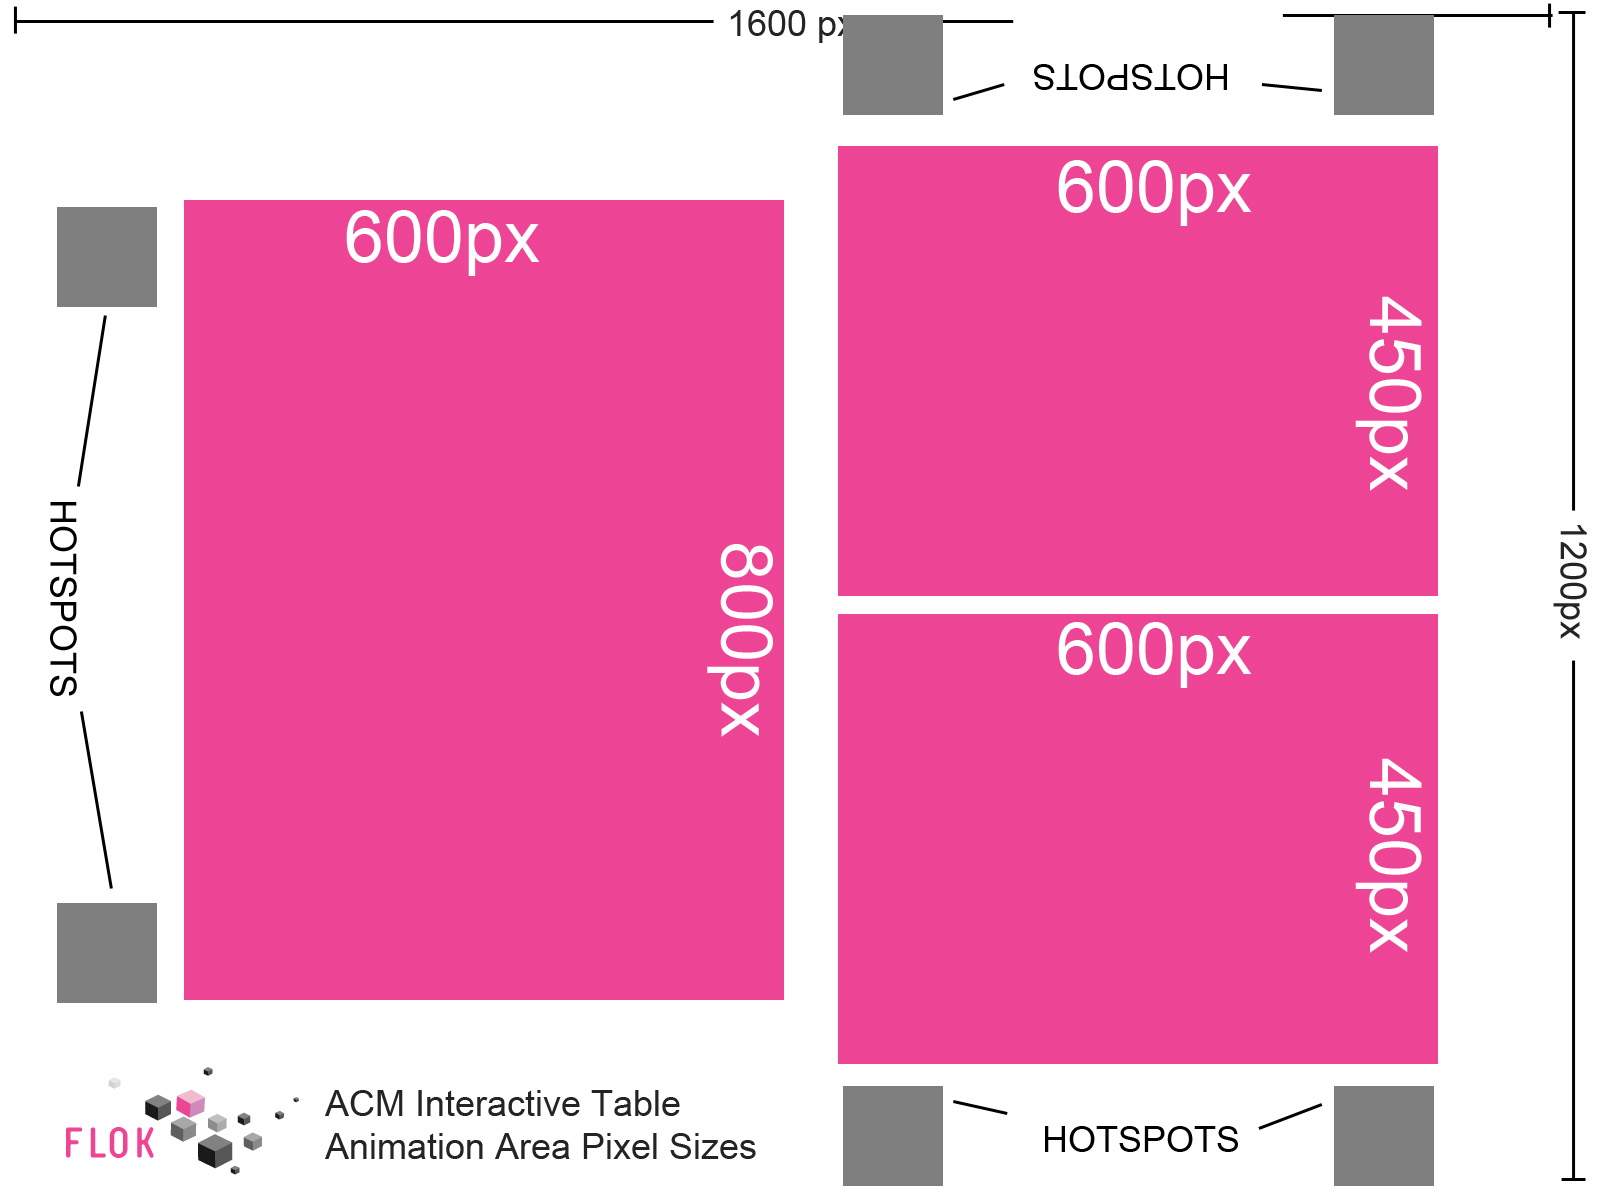 1600 px
HOTSPOTS
600px
600px
450px
800px
HOTSPOTS
1200px
600px
450px
FLOK
ACM Interactive Table
Animation Area Pixel Sizes
HOTSPOTS